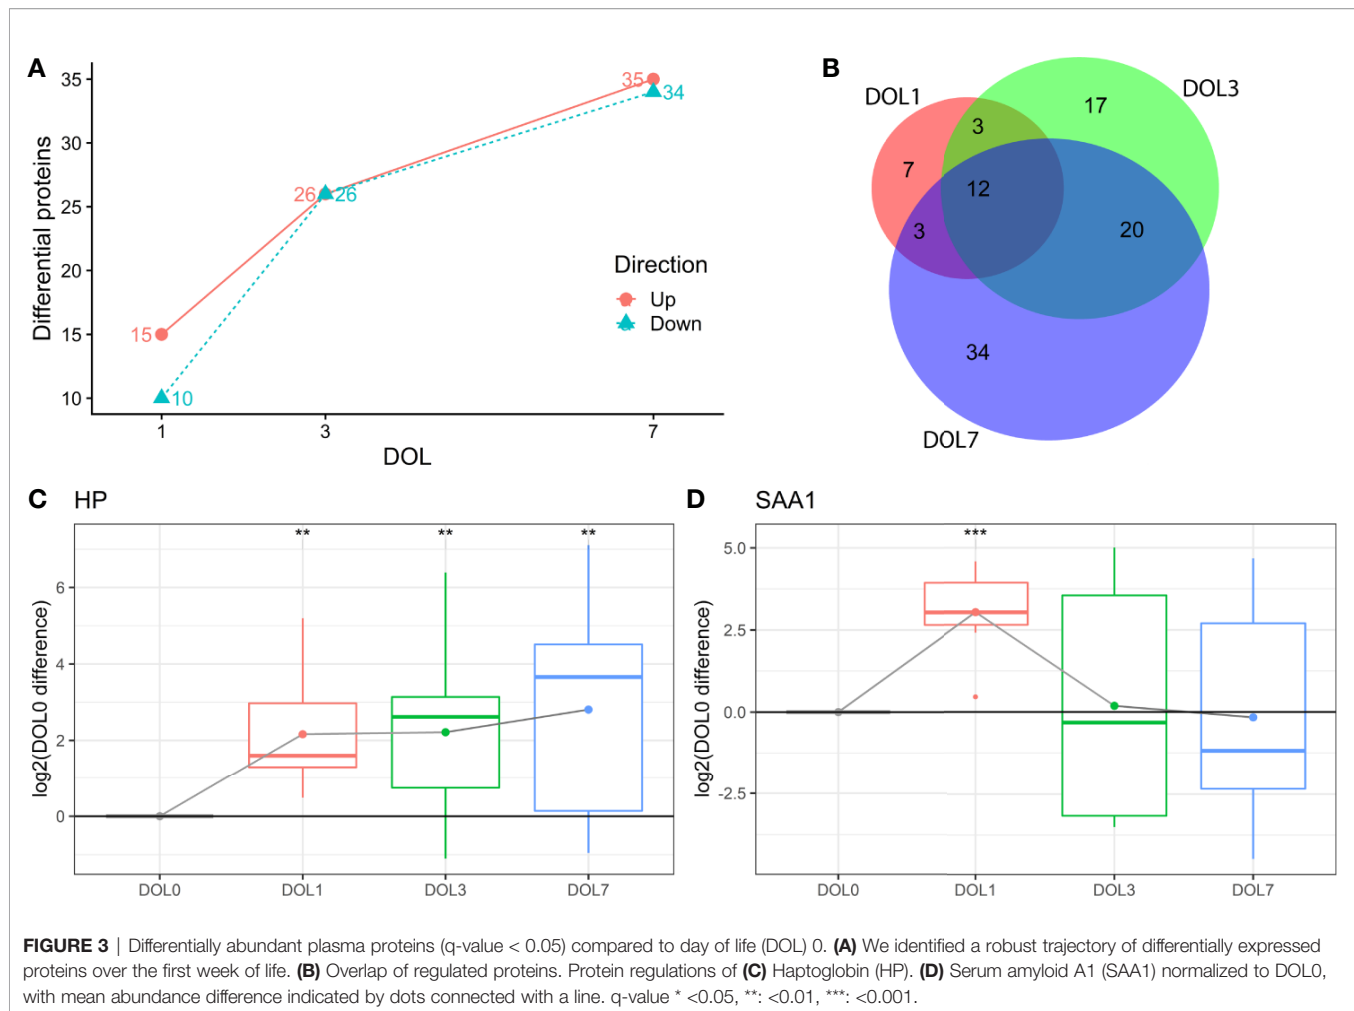 A
Differential proteins
35
30
25
20
15
10
15
10
26
26
35
34
Direction
Up
Down
1
3
7
DOL
B
DOL1
DOL3
DOL7
17
3
7
12
3
20
34
C HP
log2(DOL0 difference)
6
4
2
0
**
**
**
DOL0
DOL1
DOL3
DOL7
D SAA1
log2(DOL0 difference)
5.0
2.5
0.0
-2.5
***
DOL0
DOL1
DOL3
DOL7
FIGURE 3 | Differentially abundant plasma proteins (q-value < 0.05) compared to day of life (DOL) 0. (A) We identified a robust trajectory of differentially expressed
proteins over the first week of life. (B) Overlap of regulated proteins. Protein regulations of (C) Haptoglobin (HP). (D) Serum amyloid A1 (SAA1) normalized to DOL0,
with mean abundance difference indicated by dots connected with a line. q-value * <0.05, **: <0.01, ***: <0.001.